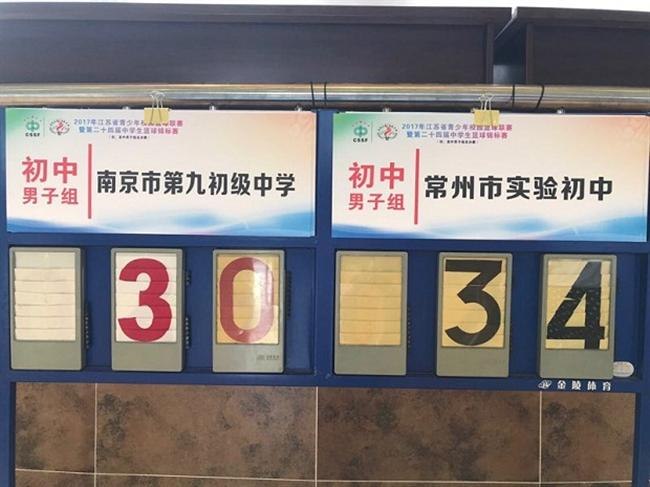 CSSF
2017年江苏省青少年校园篮球联赛
暨第二十四届中学生篮球锦标赛
初中
男子组
南京市第九初级中学
CSSF
2017年江苏省青少年校园篮球联赛
暨第二十四届中学生篮球锦标赛
初中
男子组
常州市实验初中
30
34
金陵体育